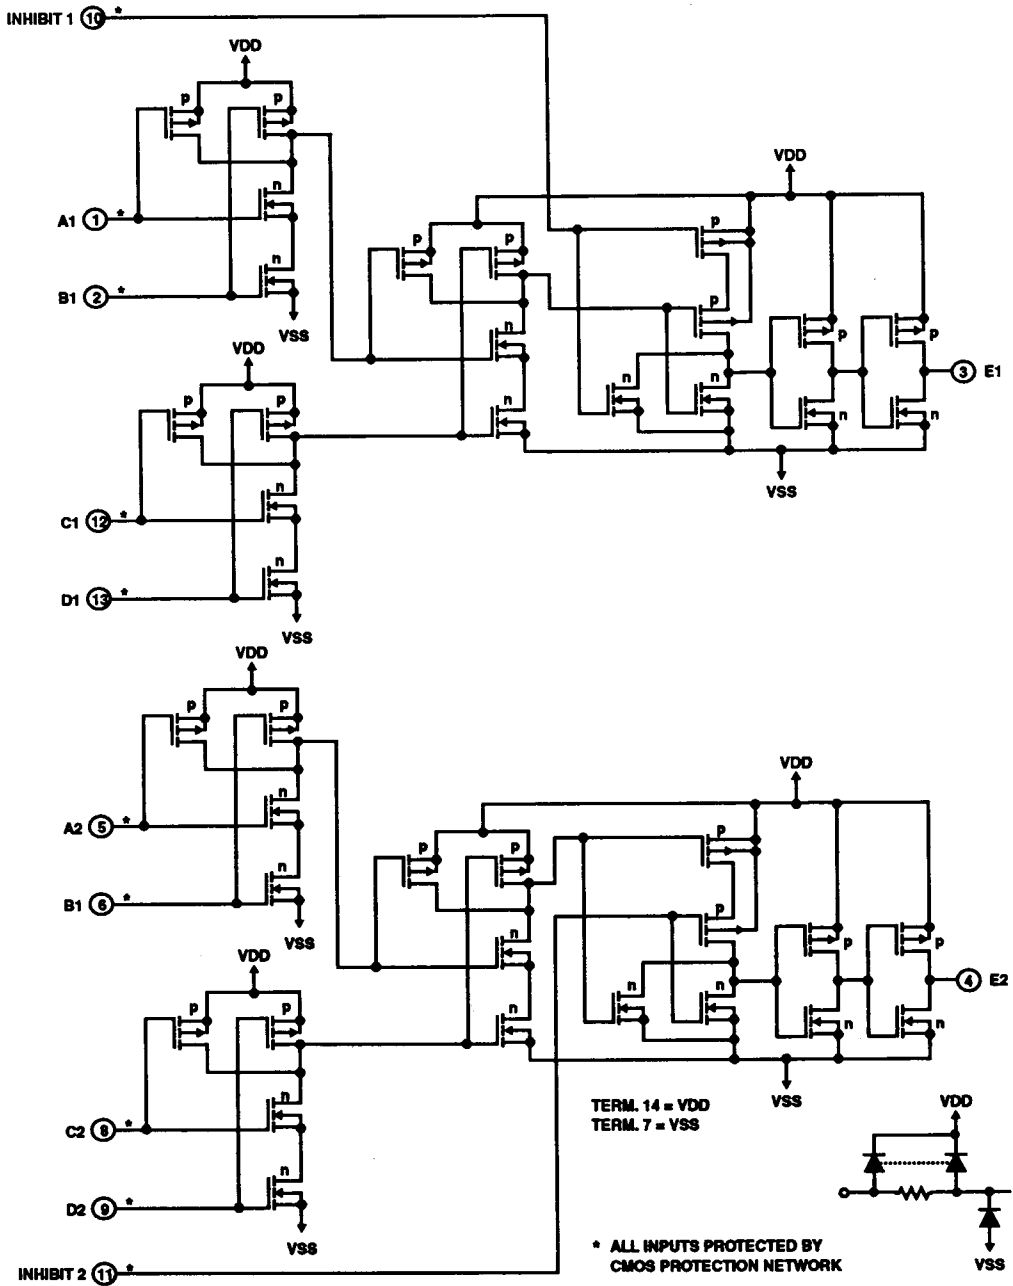 INHIBIT 1 10 *
VDD
p p
n
A1 1 *
n
B1 2 *
VSS
VDD
p p
n
C1 12 *
n
D1 13 *
VSS
VDD
p p p
p
n n n
p p
3 E1
n n n
VSS
VDD
p p
n
A2 5 *
n
B1 6 *
VSS
VDD
p p
n
C2 8 *
n
D2 9 *
VSS
INHIBIT 2 11 *
VDD
p p p
p
n n n
p p
4 E2
n n n
VSS
TERM. 14 = VDD
TERM. 7 = VSS
VDD
VSS
* ALL INPUTS PROTECTED BY
CMOS PROTECTION NETWORK